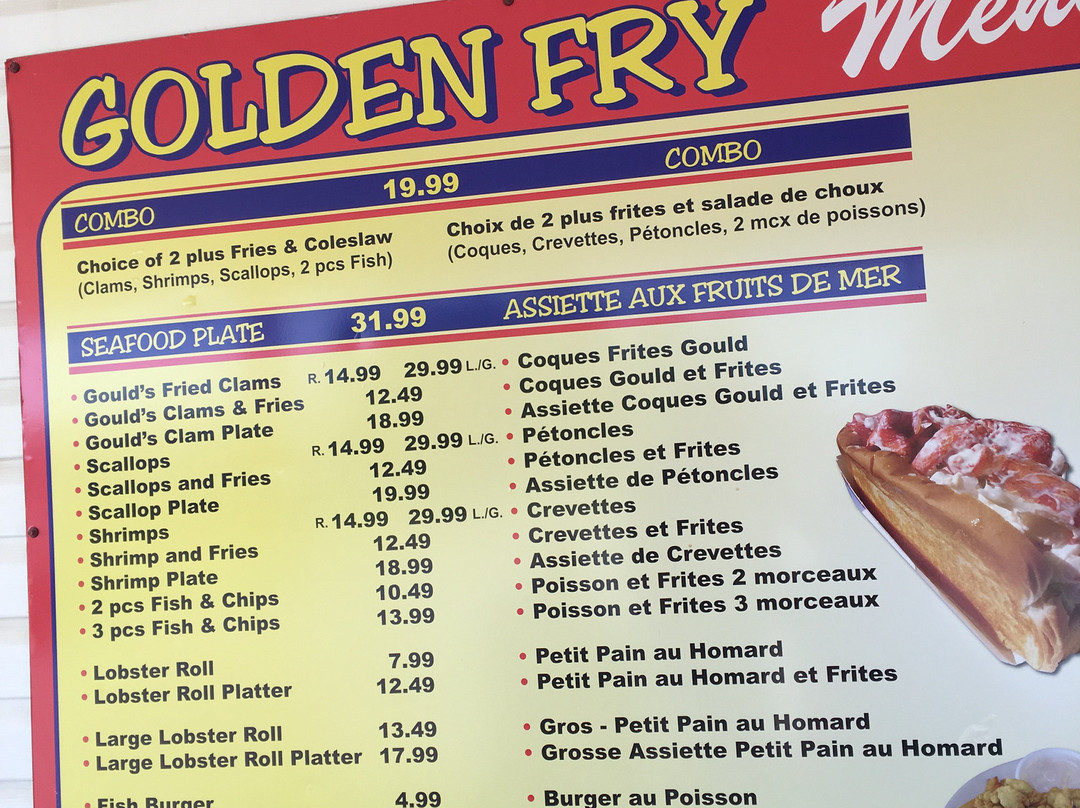 GOLDEN FRY
COMBO 19.99 COMBO
Choice of 2 plus Fries & Coleslaw Choix de 2 plus frites et salade de choux
(Clams, Shrimps, Scallops, 2 pcs Fish) (Coques, Crevettes, Pétoncles, 2 mcx de poissons)
SEAFOOD PLATE 31.99 ASSIETTE AUX FRUITS DE MER
• Gould's Fried Clams R. 14.99 29.99 L./G. • Coques Frites Gould
• Gould's Clams & Fries 12.49 • Coques Gould et Frites
• Gould's Clam Plate 18.99 • Assiette Coques Gould et Frites
• Scallops R. 14.99 29.99 L./G. • Pétoncles
• Scallops and Fries 12.49 • Pétoncles et Frites
• Scallop Plate 19.99 • Assiette de Pétoncles
• Shrimps R. 14.99 29.99 L./G. • Crevettes
• Shrimp and Fries 12.49 • Crevettes et Frites
• Shrimp Plate 18.99 • Assiette de Crevettes
• 2 pcs Fish & Chips 10.49 • Poisson et Frites 2 morceaux
• 3 pcs Fish & Chips 13.99 • Poisson et Frites 3 morceaux
• Lobster Roll 7.99 • Petit Pain au Homard
• Lobster Roll Platter 12.49 • Petit Pain au Homard et Frites
• Large Lobster Roll 13.49 • Gros - Petit Pain au Homard
• Large Lobster Roll Platter 17.99 • Grosse Assiette Petit Pain au Homard
• Fish Burger 4.99 • Burger au Poisson